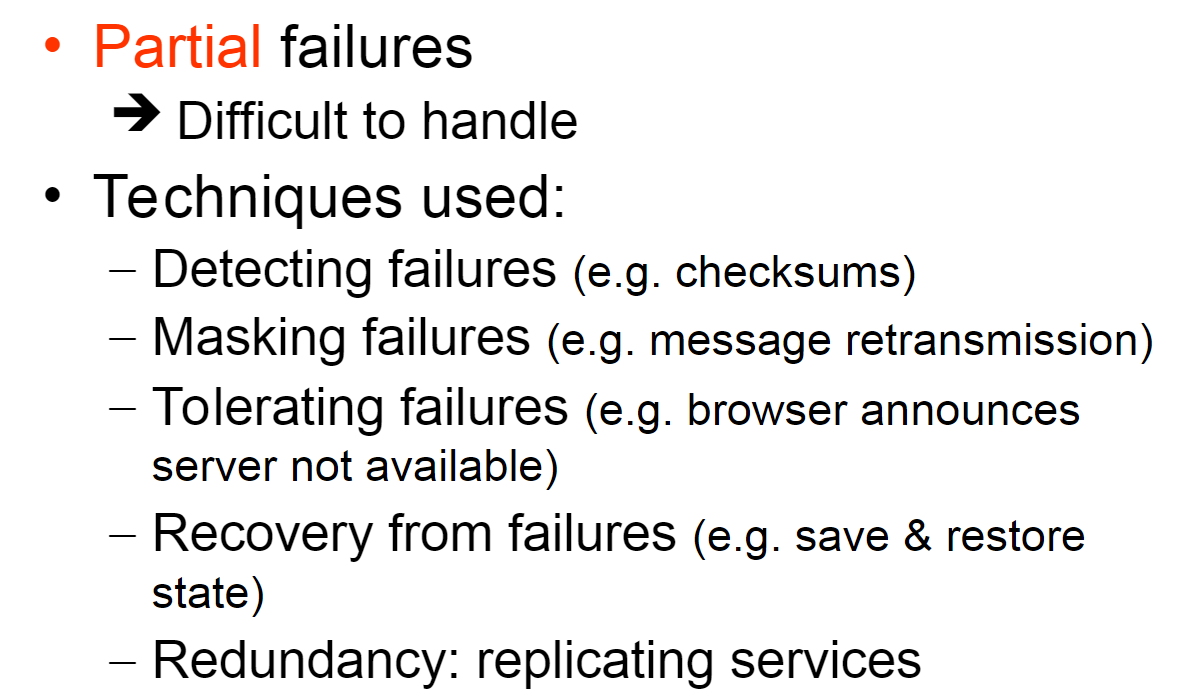 • Partial failures
➔ Difficult to handle
• Techniques used:
– Detecting failures (e.g. checksums)
– Masking failures (e.g. message retransmission)
– Tolerating failures (e.g. browser announces
server not available)
– Recovery from failures (e.g. save & restore
state)
– Redundancy: replicating services